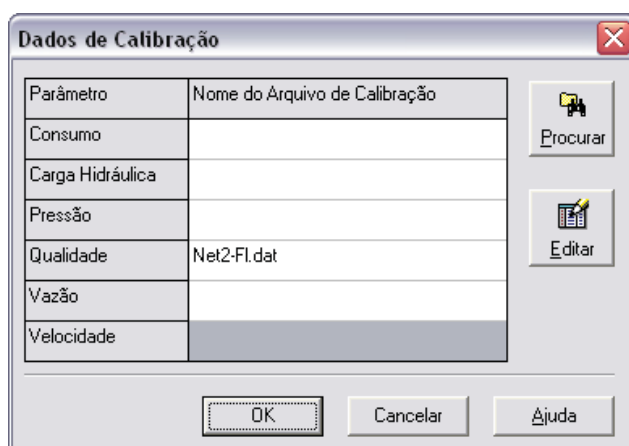 Dados de Calibração
Parâmetro Nome do Arquivo de Calibração
Consumo
Carga Hidráulica
Pressão
Qualidade Net2-Fl.dat
Vazão
Velocidade
Procurar
Editar
OK Cancelar Ajuda